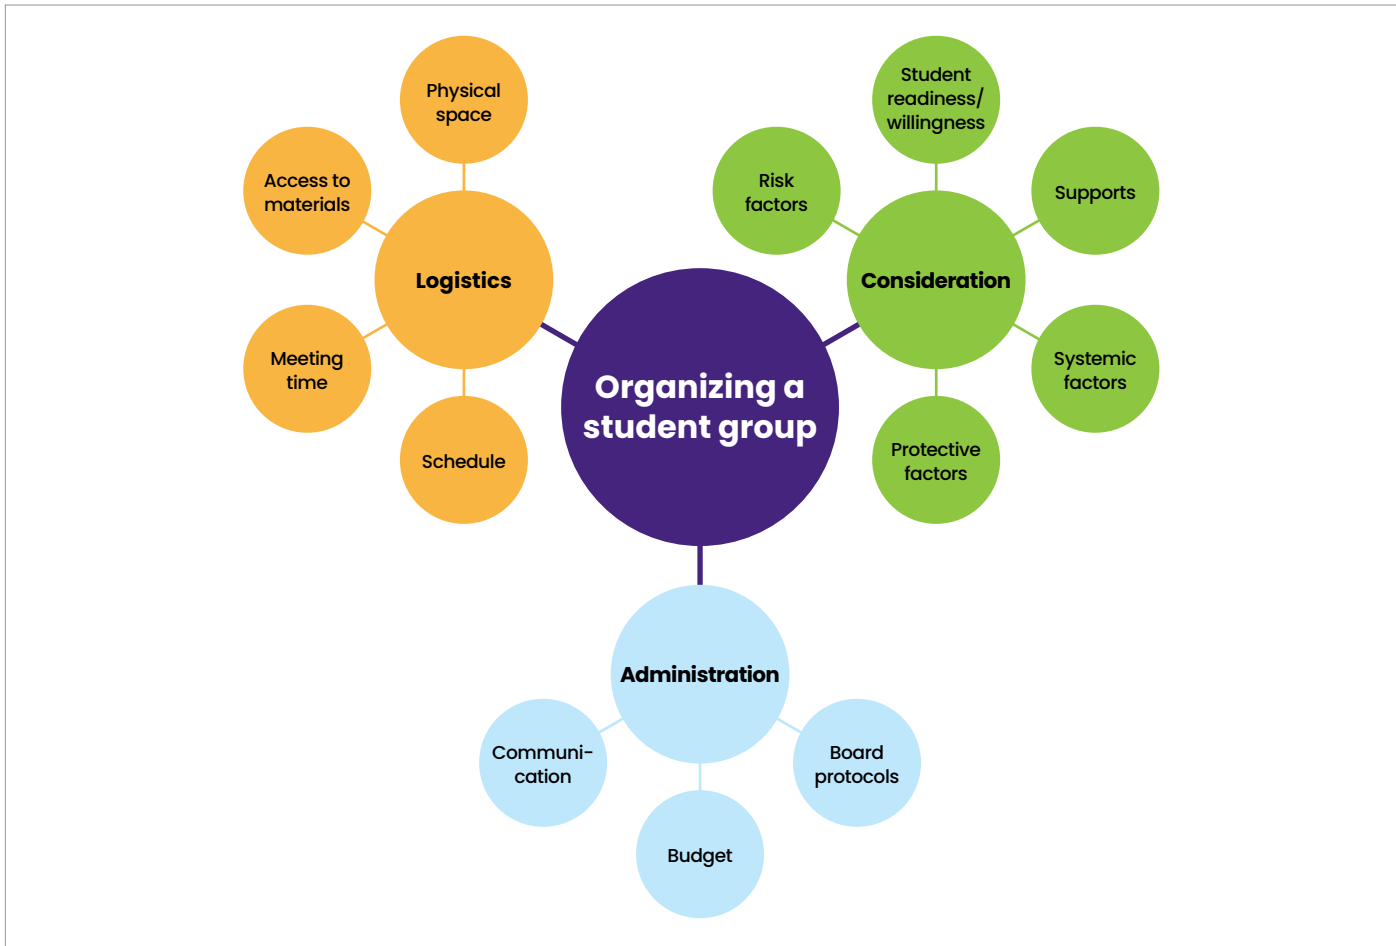 Organizing a
student group
Logistics
Physical
space
Access to
materials
Meeting
time
Schedule
Consideration
Risk
factors
Student
readiness/
willingness
Supports
Systemic
factors
Protective
factors
Administration
Communi-
cation
Budget
Board
protocols